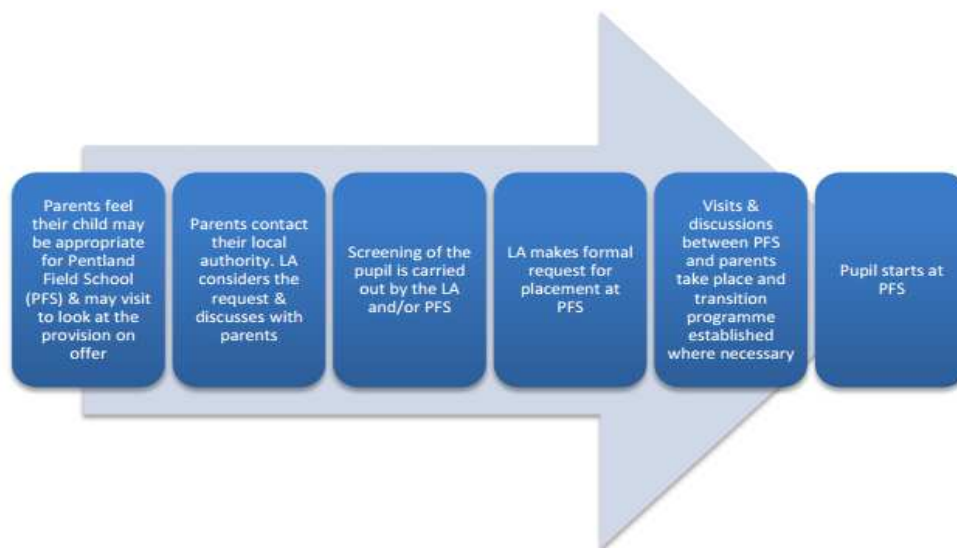 Parents feel
their child may
be appropriate
for Pentland
Field School
(PFS) & may visit
to look at the
provision on
offer
Parents contact
their local
authority. LA
considers the
request &
discusses with
parents
Screening of the
pupil is carried
out by the LA
and/or PFS
LA makes formal
request for
placement at
PFS
Visits &
discussions
between PFS
and parents
take place and
transition
programme
established
where necessary
Pupil starts at
PFS